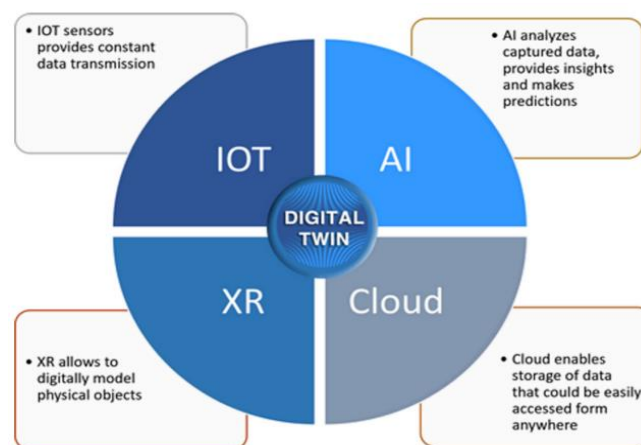 • IOT sensors
provides constant
data transmission
• AI analyzes
captured data,
provides insights
and makes
predictions
IOT
AI
DIGITAL
TWIN
XR
Cloud
• XR allows to
digitally model
physical objects
• Cloud enables
storage of data
that could be easily
accessed form
anywhere